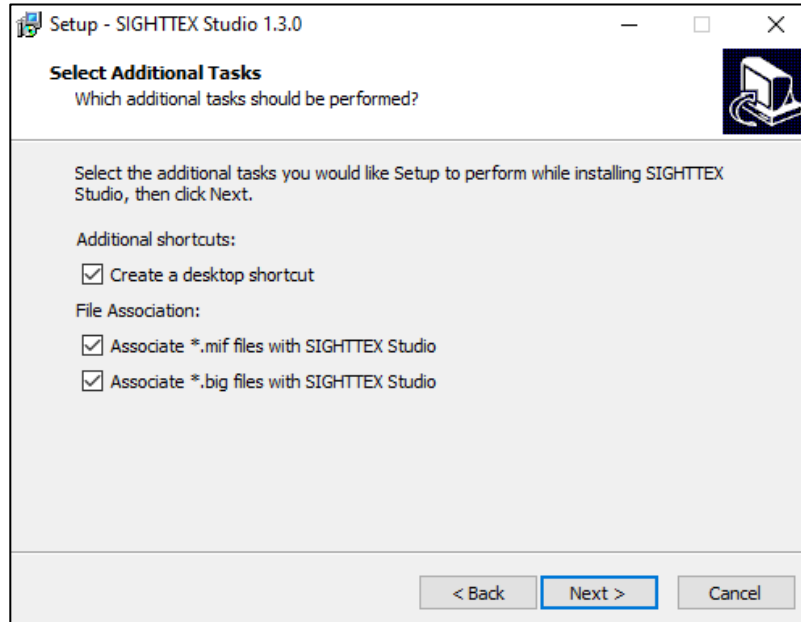 Setup - SIGHTTEX Studio 1.3.0
Select Additional Tasks
Which additional tasks should be performed?
Select the additional tasks you would like Setup to perform while installing SIGHTTEX
Studio, then click Next.
Additional shortcuts:
Create a desktop shortcut
File Association:
Associate *.mif files with SIGHTTEX Studio
Associate *.big files with SIGHTTEX Studio
< Back Next > Cancel